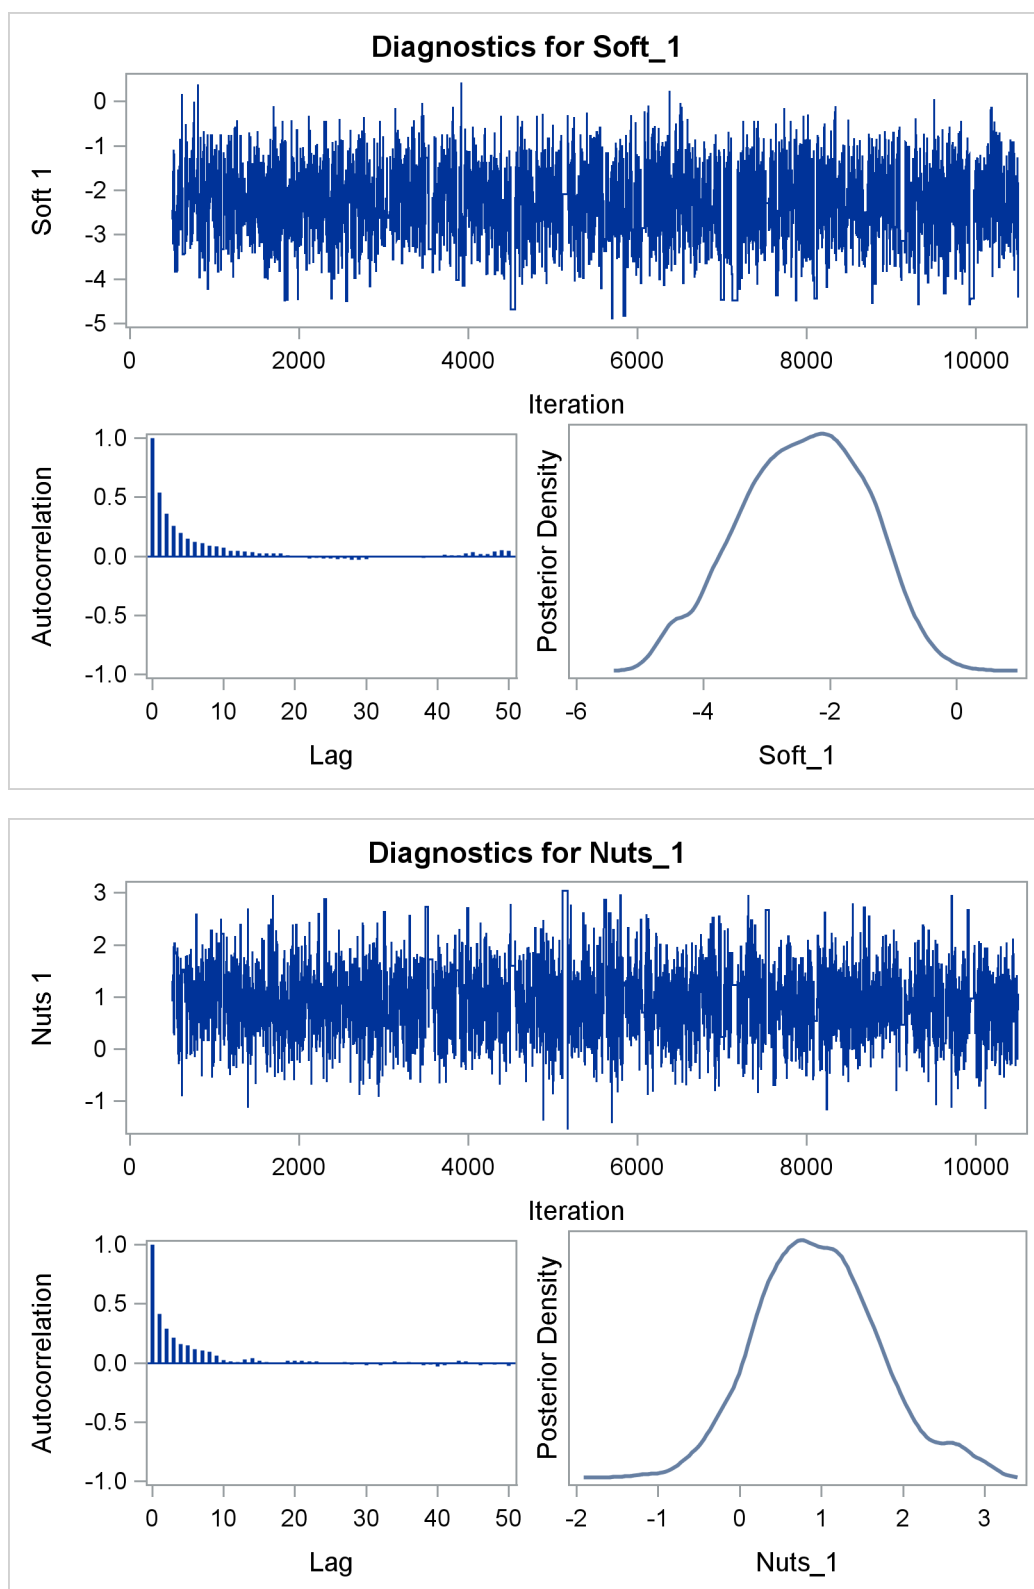 Diagnostics for Soft_1
Soft 1
0
-1
-2
-3
-4
-5
0 2000 4000 6000 8000 10000
Iteration
Autocorrelation
1.0
0.5
0.0
-0.5
-1.0
0 10 20 30 40 50
Lag
Posterior Density
-6 -4 -2 0
Soft_1
Diagnostics for Nuts_1
Nuts 1
3
2
1
0
-1
0 2000 4000 6000 8000 10000
Iteration
Autocorrelation
1.0
0.5
0.0
-0.5
-1.0
0 10 20 30 40 50
Lag
Posterior Density
-2 -1 0 1 2 3
Nuts_1